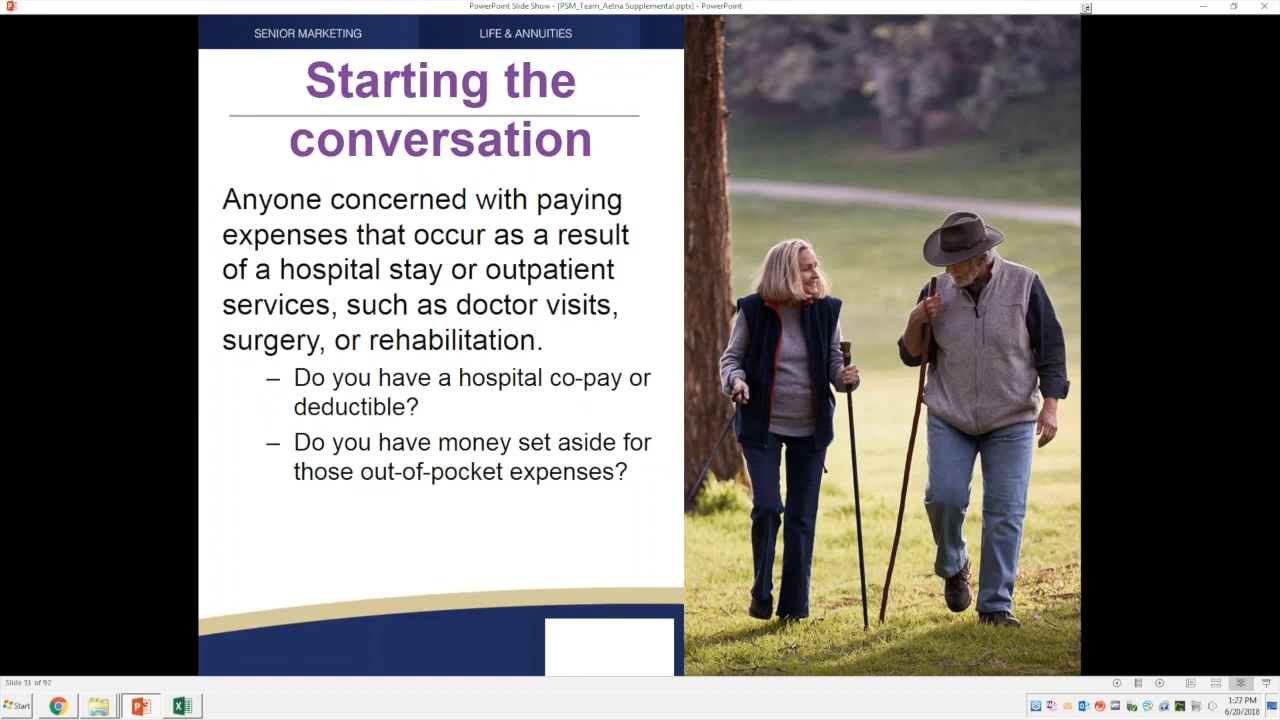 PowerPoint Slide Show - [PSM_Team_Aetna Supplemental.pptx] - PowerPoint
SENIOR MARKETING
LIFE & ANNUITIES
Starting the
conversation
Anyone concerned with paying
expenses that occur as a result
of a hospital stay or outpatient
services, such as doctor visits,
surgery, or rehabilitation.
– Do you have a hospital co-pay or
deductible?
– Do you have money set aside for
those out-of-pocket expenses?
Slide 31 of 92
Start
1:27 PM
6/20/2018